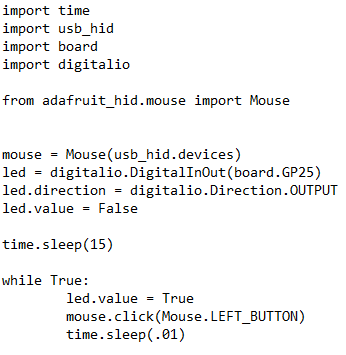 import time
import usb_hid
import board
import digitalio

from adafruit_hid.mouse import Mouse


mouse = Mouse(usb_hid.devices)
led = digitalio.DigitalInOut(board.GP25)
led.direction = digitalio.Direction.OUTPUT
led.value = False

time.sleep(15)

while True:
        led.value = True
        mouse.click(Mouse.LEFT_BUTTON)
        time.sleep(.01)